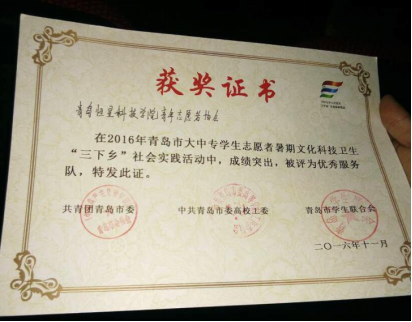 获奖证书
青岛恒星科技学院青年志愿者协会
在2016年青岛市大中专学生志愿者暑期文化科技卫生
“三下乡”社会实践活动中，成绩突出，被评为优秀服务
队，特发此证。
共青团青岛市委 中共青岛市委高校工委 青岛市学生联合会
二〇一六年十一月